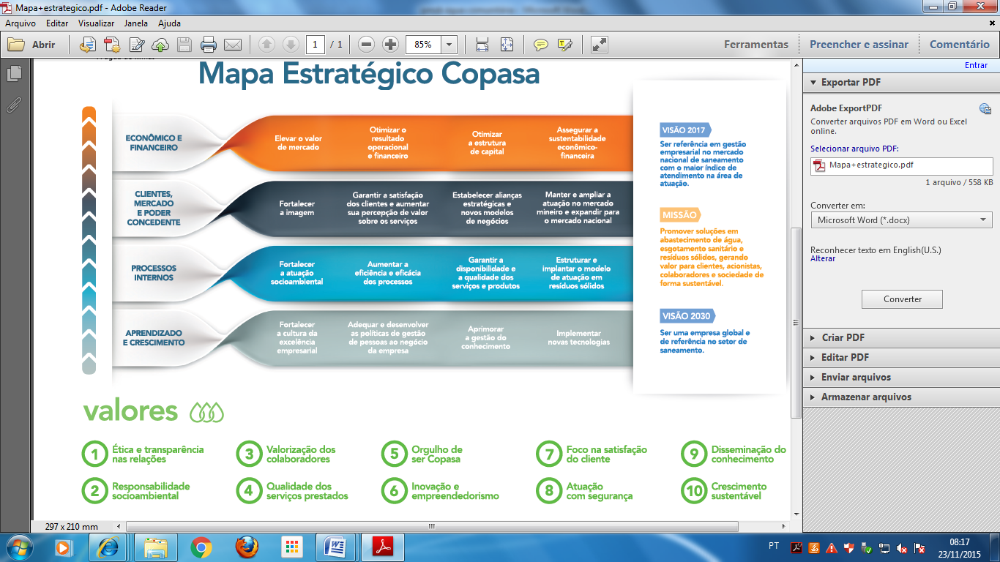 Mapa+estrategico.pdf - Adobe Reader
Arquivo Editar Visualizar Janela Ajuda
Abrir
1 / 1
85%
Ferramentas
Preencher e assinar
Comentário
Mapa Estratégico Copasa
ECONÔMICO E
FINANCEIRO
Elevar o valor
de mercado
Otimizar o
resultado
operacional
e financeiro
Otimizar
a estrutura
de capital
Assegurar a
sustentabilidade
econômico-
financeira
CLIENTES,
MERCADO
E PODER
CONCEDENTE
Fortalecer
a imagem
Garantir a satisfação
dos clientes e aumentar
sua percepção de valor
sobre os serviços
Estabelecer alianças
estratégicas e
novos modelos
de negócios
Manter e ampliar a
atuação no mercado
mineiro e expandir para
o mercado nacional
PROCESSOS
INTERNOS
Fortalecer
a atuação
socioambiental
Aumentar a
eficiência e eficácia
dos processos
Garantir a
disponibilidade e
a qualidade dos
serviços e produtos
Estruturar e
implantar o modelo
de atuação em
resíduos sólidos
APRENDIZADO
E CRESCIMENTO
Fortalecer
a cultura da
excelência
empresarial
Adequar e desenvolver
as políticas de gestão
de pessoas ao negócio
da empresa
Aprimorar
a gestão do
conhecimento
Implementar
novas tecnologias
VISÃO 2017
Ser referência em gestão
empresarial no mercado
nacional de saneamento
com o maior índice de
atendimento na área de
atuação.
MISSÃO
Promover soluções em
abastecimento de água,
esgotamento sanitário e
resíduos sólidos, gerando
valor para clientes, acionistas,
colaboradores e sociedade de
forma sustentável.
VISÃO 2030
Ser uma empresa global e
de referência no setor de
saneamento.
valores
1 Ética e transparência
nas relações
2 Responsabilidade
socioambiental
3 Valorização dos
colaboradores
4 Qualidade dos
serviços prestados
5 Orgulho de
ser Copasa
6 Inovação e
empreendedorismo
7 Foco na satisfação
do cliente
8 Atuação
com segurança
9 Disseminação do
conhecimento
10 Crescimento
sustentável
297 x 210 mm
Entrar
Exportar PDF
Adobe ExportPDF
Converter arquivos PDF em Word ou Excel
online.
Selecionar arquivo PDF:
Mapa+estrategico.pdf
1 arquivo / 558 KB
Converter em:
Microsoft Word (*.docx)
Reconhecer texto em English(U.S.)
Alterar
Converter
Criar PDF
Editar PDF
Enviar arquivos
Armazenar arquivos
PT
08:17
23/11/2015